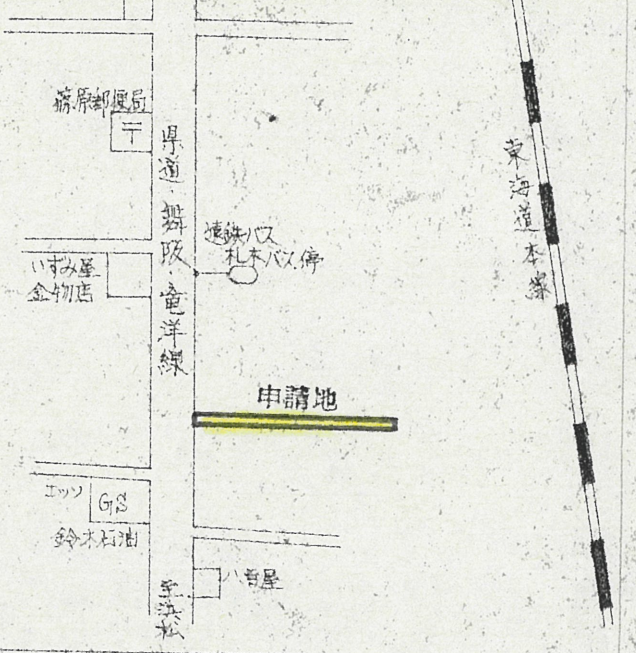 篠原郵便局
〒
県道・舞阪・竜洋線
東海道本線
遠鉄バス
札木バス停
いずみ屋
金物店
申請地
エッソ
GS
鈴木石油
八百屋
至浜松